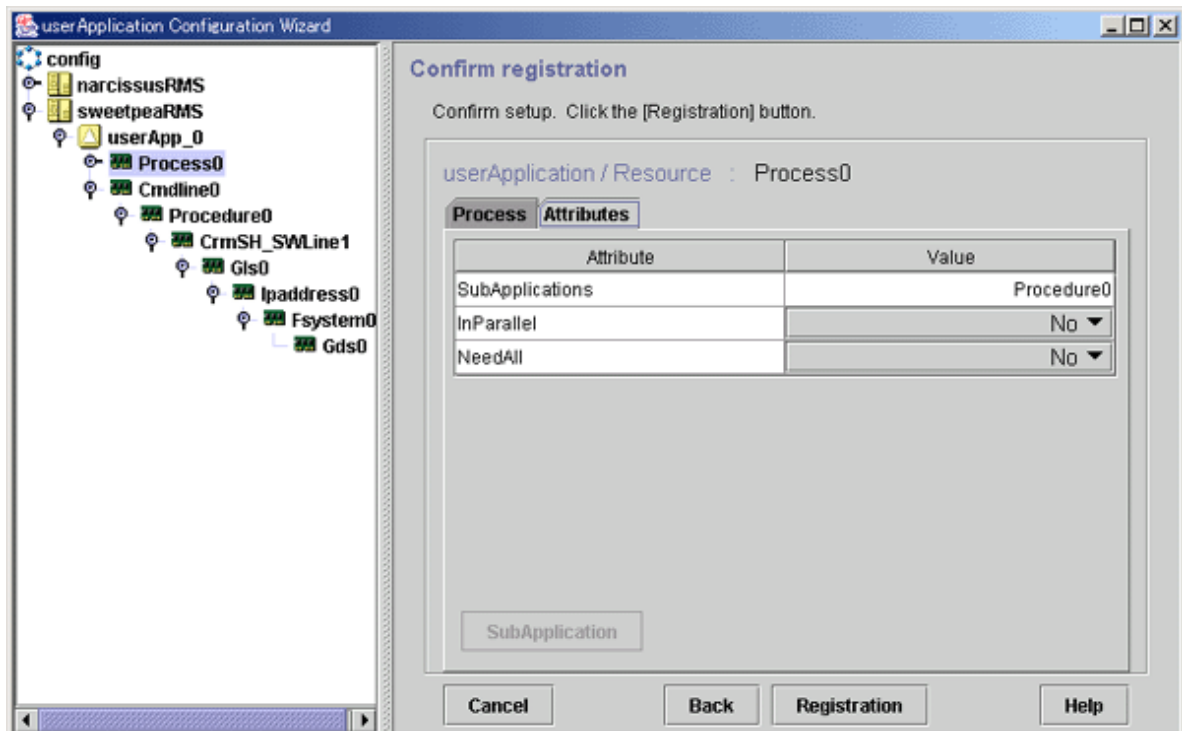 userApplication Configuration Wizard
config
narcissusRMS
sweetpeaRMS
userApp_0
Process0
Cmdline0
Procedure0
CrmSH_SWLine1
Gls0
Ipaddress0
Fsystem0
Gds0
Confirm registration
Confirm setup. Click the [Registration] button.
userApplication / Resource : Process0
Process Attributes
Attribute Value
SubApplications Procedure0
InParallel No
NeedAll No
SubApplication
Cancel Back Registration Help